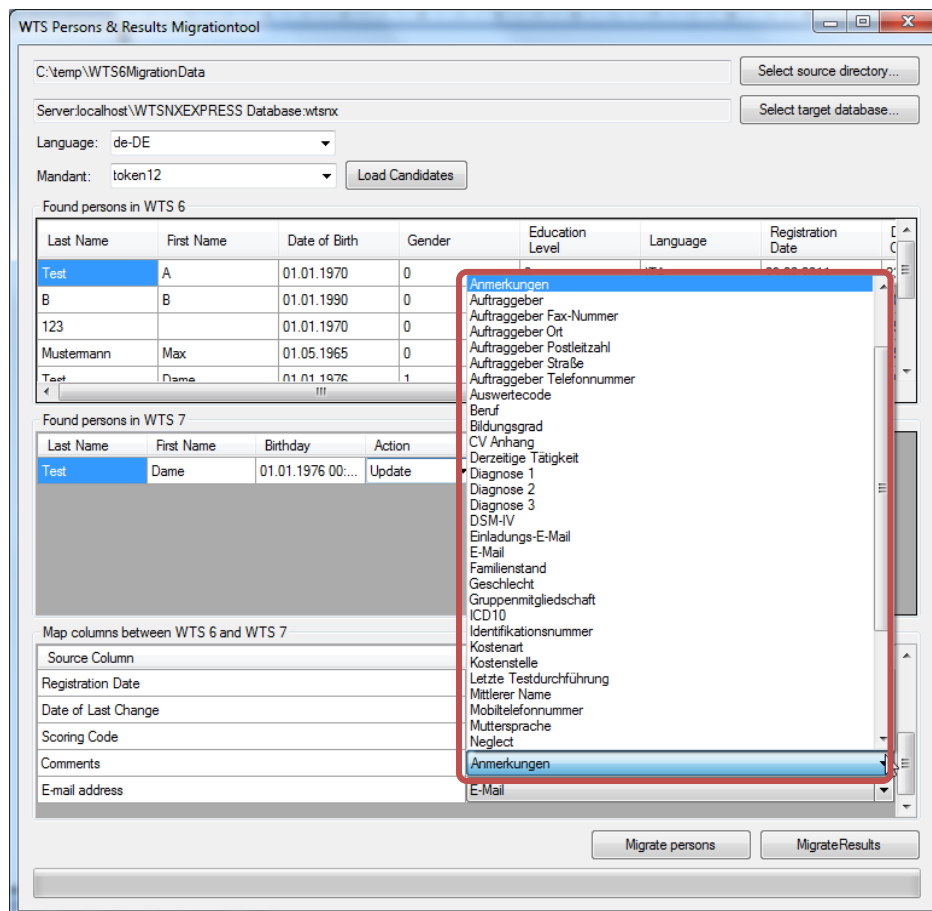 WTS Persons & Results Migrationtool
C:\temp\WTS6MigrationData
Select source directory...
Server:localhost\WTSNXEXPRESS Database:wtsnx
Select target database...
Language: de-DE
Mandant: token12
Load Candidates
Found persons in WTS 6
Last Name First Name Date of Birth Gender Education Level Language Registration Date
Test A 01.01.1970 0
B B 01.01.1990 0
123 01.01.1970 0
Mustermann Max 01.05.1965 0
Test Dame 01.01.1976 1
Found persons in WTS 7
Last Name First Name Birthday Action
Test Dame 01.01.1976 00:... Update
Anmerkungen
Auftraggeber
Auftraggeber Fax-Nummer
Auftraggeber Ort
Auftraggeber Postleitzahl
Auftraggeber Straße
Auftraggeber Telefonnummer
Auswertecode
Beruf
Bildungsgrad
CV Anhang
Derzeitige Tätigkeit
Diagnose 1
Diagnose 2
Diagnose 3
DSM-IV
Einladungs-E-Mail
E-Mail
Familienstand
Geschlecht
Gruppenmitgliedschaft
ICD10
Identifikationsnummer
Kostenart
Kostenstelle
Letzte Testdurchführung
Mittlerer Name
Mobiltelefonnummer
Muttersprache
Neglect
Map columns between WTS 6 and WTS 7
Source Column
Registration Date
Date of Last Change
Scoring Code
Comments Anmerkungen
E-mail address E-Mail
Migrate persons
MigrateResults